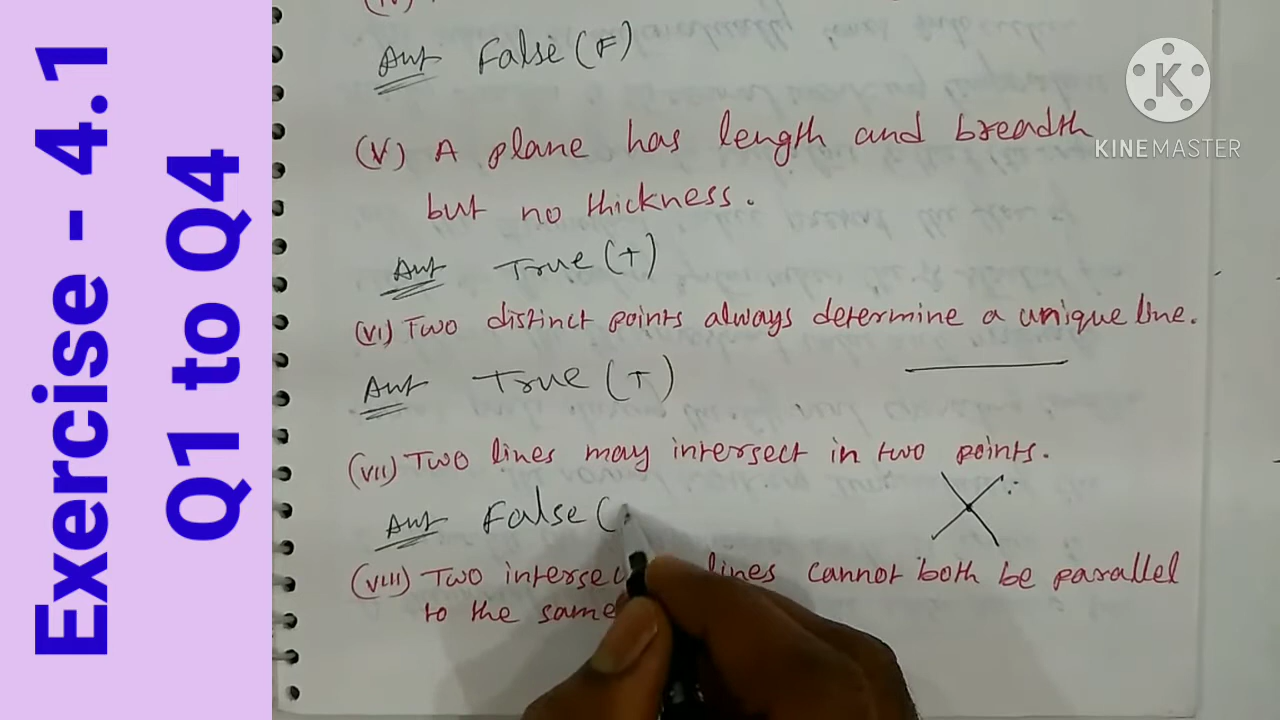 Exercise - 4.1
Q1 to Q4
K
KINEMASTER
Ans False (F)
(V) A plane has length and breadth
but no thickness.
Ans True (T)
(VI) Two distinct points always determine a unique line.
Ans True (T)
(VII) Two lines may intersect in two points.
Ans False (
(VIII) Two intersec lines cannot both be parallel
to the same